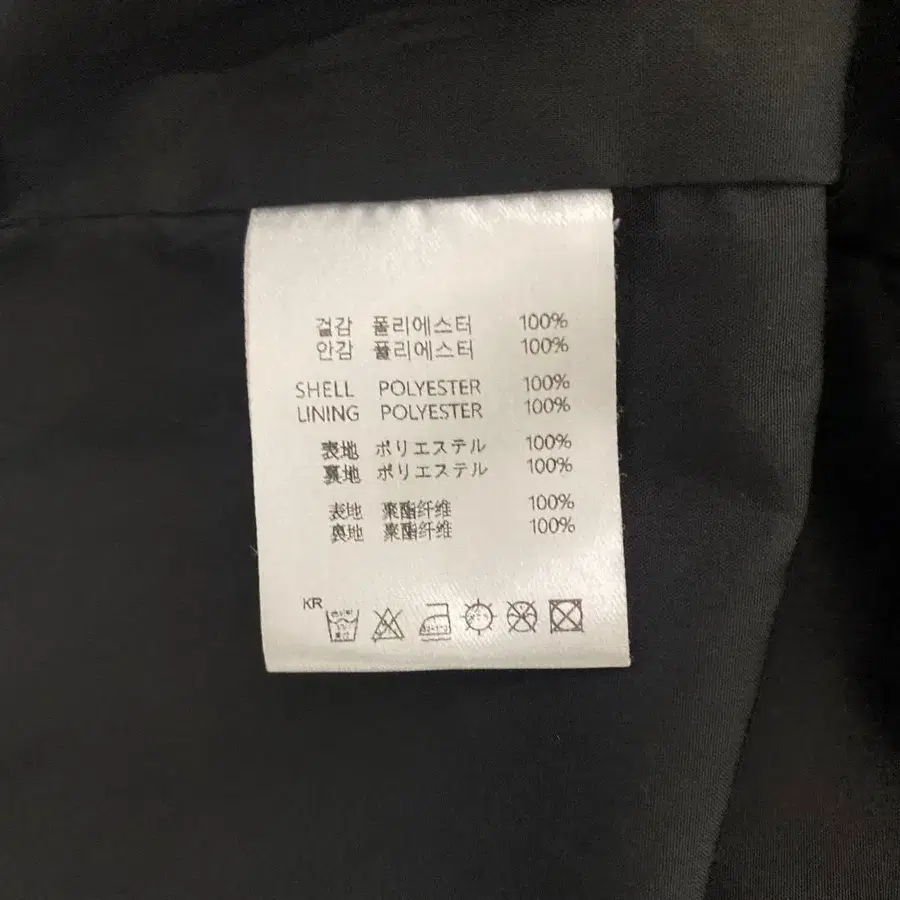 걸감 폴리에스터 100%
안감 폴리에스터 100%
SHELL POLYESTER 100%
LINING POLYESTER 100%
表地 ポリエステル 100%
裏地 ポリエステル 100%
表地 聚酯纤维 100%
裏地 聚酯纤维 100%
KR